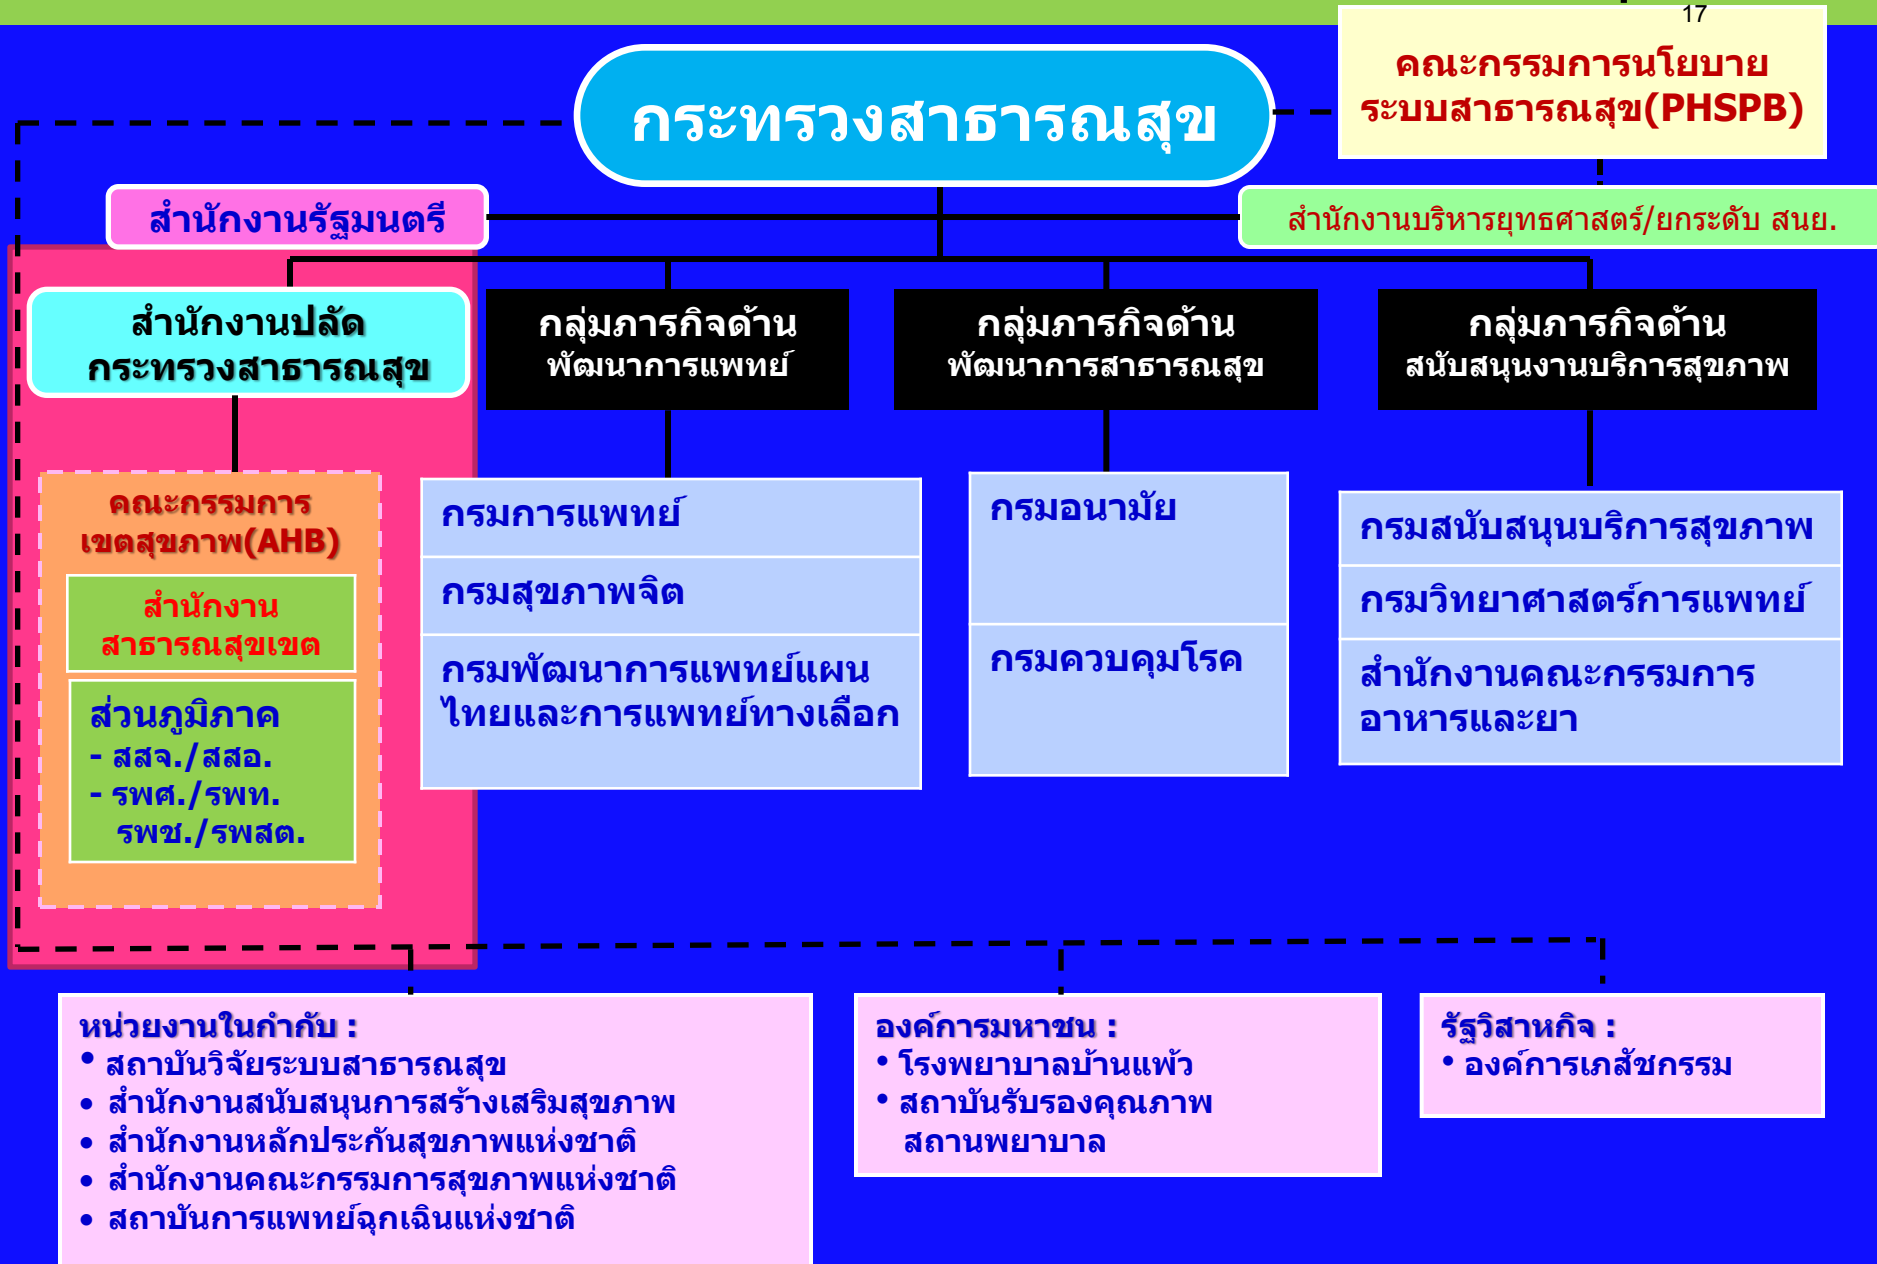 17
คณะกรรมการนโยบาย
ระบบสาธารณสุข(PHSPB)
กระทรวงสาธารณสุข
สำนักงานรัฐมนตรี
สำนักงานบริหารยุทธศาสตร์/ยกระดับ สนย.
สำนักงานปลัด
กระทรวงสาธารณสุข
กลุ่มภารกิจด้าน
พัฒนาการแพทย์
กลุ่มภารกิจด้าน
พัฒนาการสาธารณสุข
กลุ่มภารกิจด้าน
สนับสนุนงานบริการสุขภาพ
คณะกรรมการ
เขตสุขภาพ(AHB)
สำนักงาน
สาธารณสุขเขต
ส่วนภูมิภาค
- สสจ./สสอ.
- รพศ./รพท.
รพช./รพสต.
กรมการแพทย์
กรมสุขภาพจิต
กรมพัฒนาการแพทย์แผน
ไทยและการแพทย์ทางเลือก
กรมอนามัย
กรมควบคุมโรค
กรมสนับสนุนบริการสุขภาพ
กรมวิทยาศาสตร์การแพทย์
สำนักงานคณะกรรมการ
อาหารและยา
หน่วยงานในกำกับ :
• สถาบันวิจัยระบบสาธารณสุข
• สำนักงานสนับสนุนการสร้างเสริมสุขภาพ
• สำนักงานหลักประกันสุขภาพแห่งชาติ
• สำนักงานคณะกรรมการสุขภาพแห่งชาติ
• สถาบันการแพทย์ฉุกเฉินแห่งชาติ
องค์การมหาชน :
• โรงพยาบาลบ้านแพ้ว
• สถาบันรับรองคุณภาพ
สถานพยาบาล
รัฐวิสาหกิจ :
• องค์การเภสัชกรรม